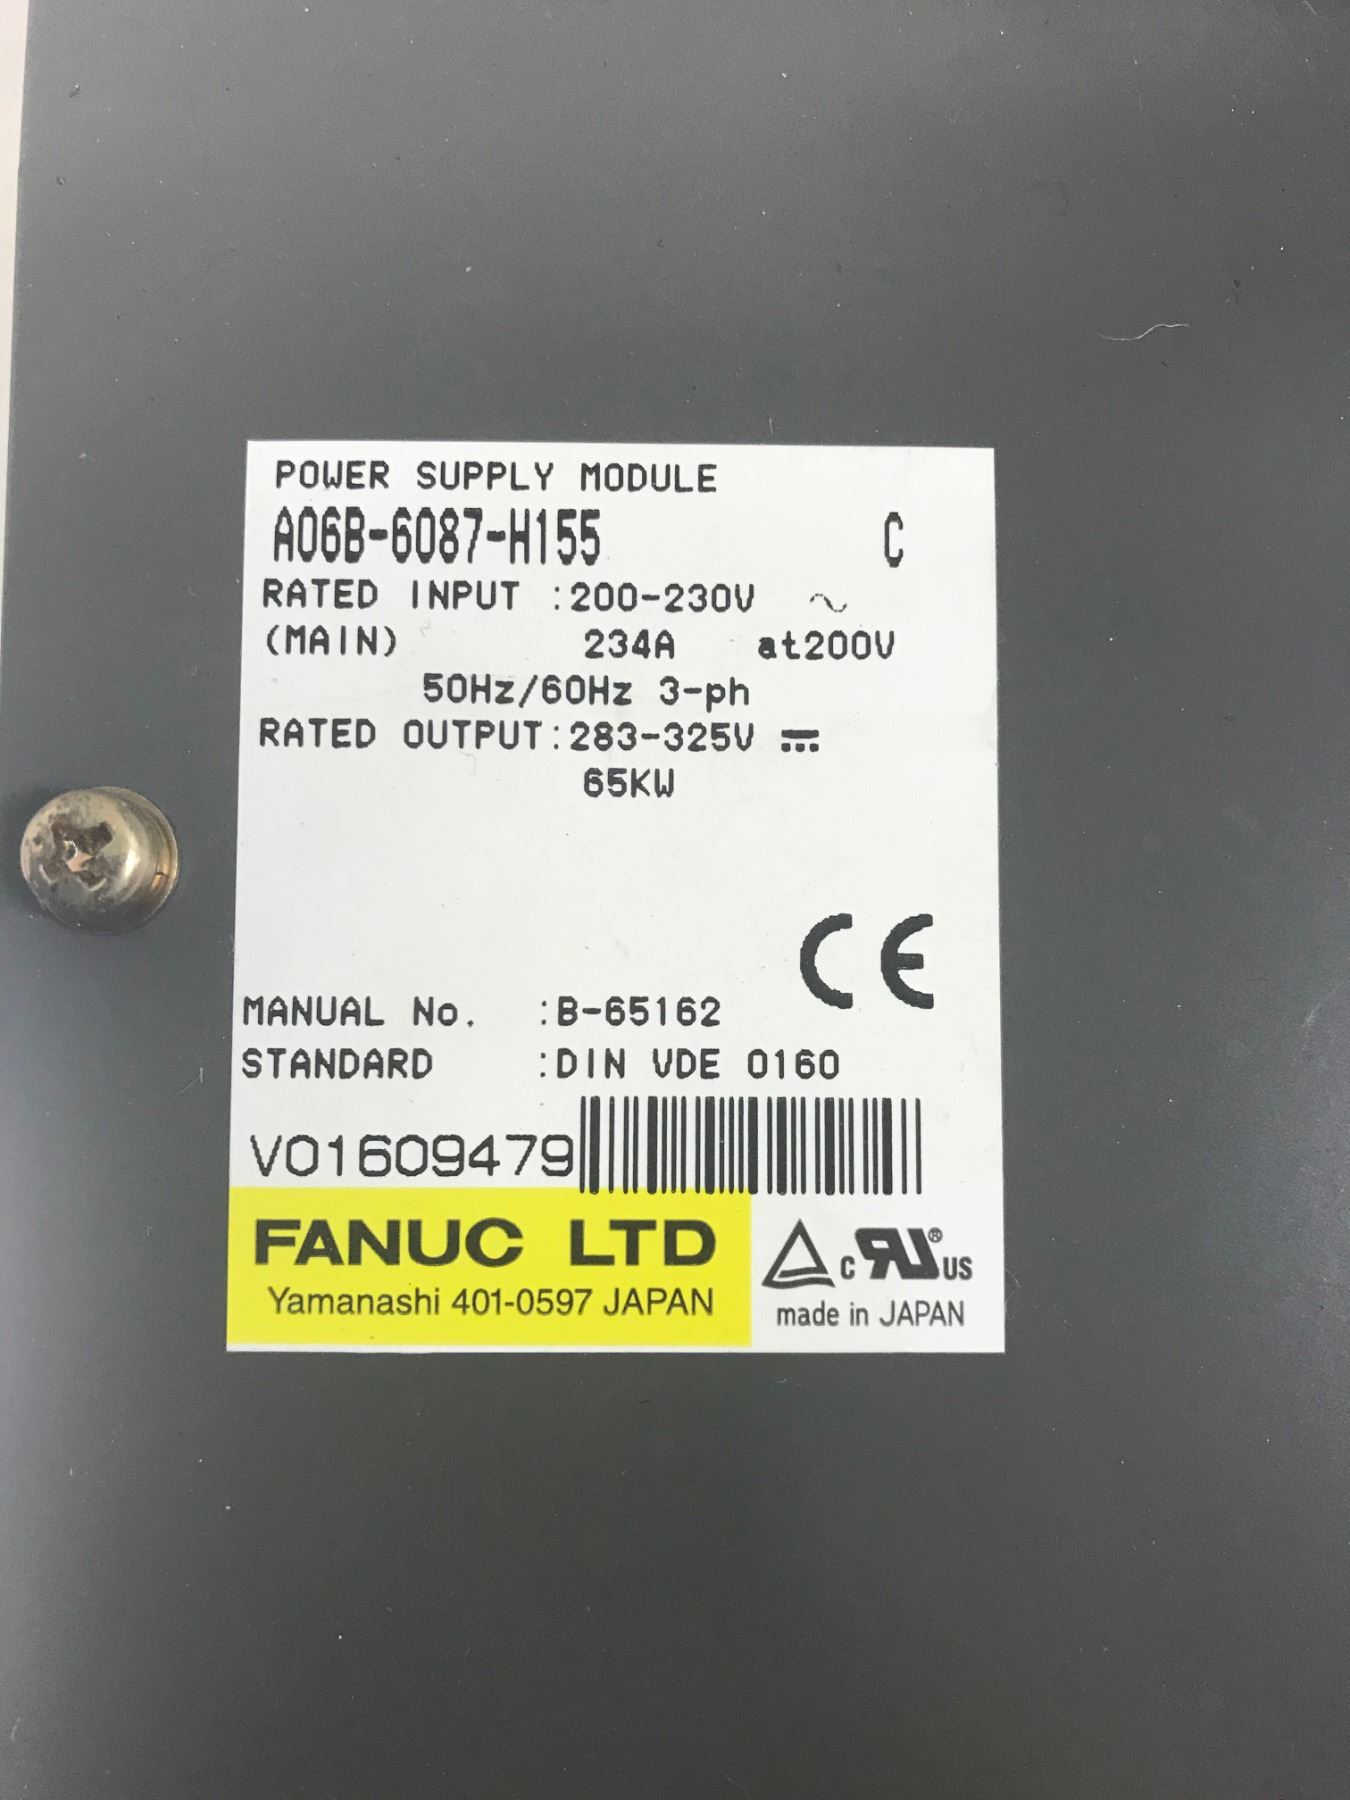 POWER SUPPLY MODULE
A06B-6087-H155 C
RATED INPUT :200-230V ~
(MAIN) 234A at200V
50Hz/60Hz 3-ph
RATED OUTPUT:283-325V ⎓
65KW
CE
MANUAL No. :B-65162
STANDARD :DIN VDE 0160
V01609479
FANUC LTD
Yamanashi 401-0597 JAPAN
c RU® US
made in JAPAN